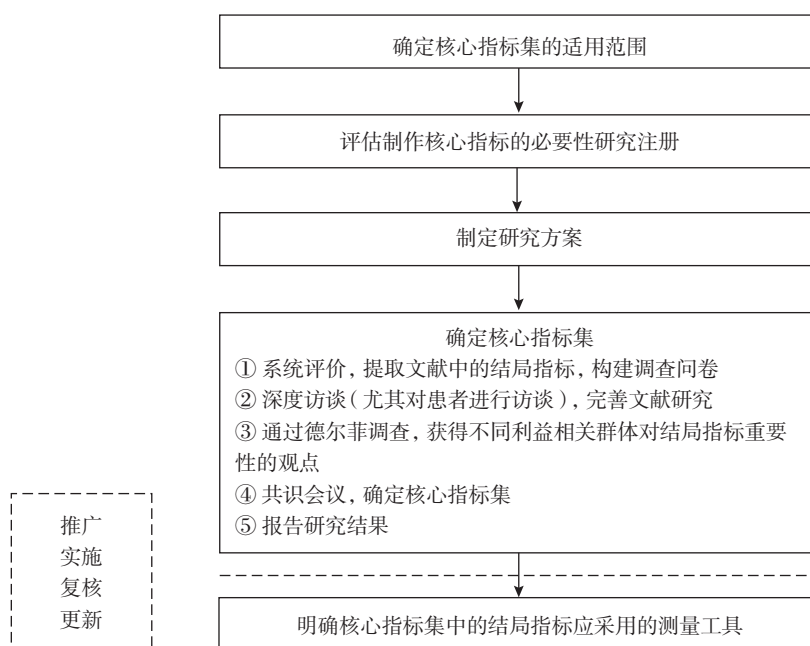 确定核心指标集的适用范围
评估制作核心指标的必要性研究注册
制定研究方案
确定核心指标集
① 系统评价，提取文献中的结局指标，构建调查问卷
② 深度访谈（尤其对患者进行访谈），完善文献研究
③ 通过德尔菲调查，获得不同利益相关群体对结局指标重要
性的观点
④ 共识会议，确定核心指标集
⑤ 报告研究结果
推广
实施
复核
更新
明确核心指标集中的结局指标应采用的测量工具